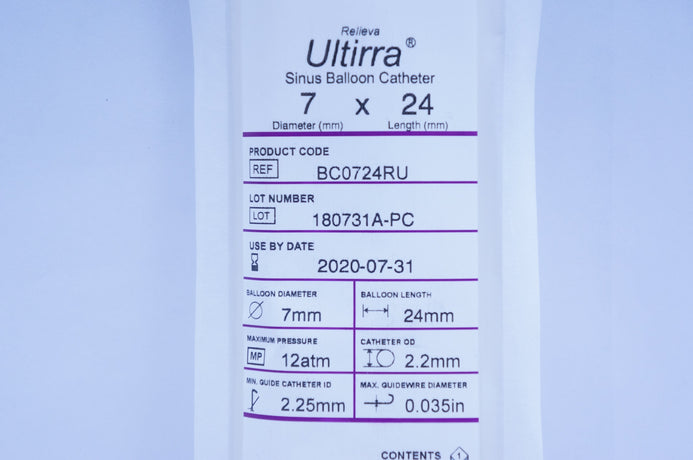 Relieva
Ultirra®
Sinus Balloon Catheter
7 x 24
Diameter (mm) Length (mm)
PRODUCT CODE
REF BC0724RU
LOT NUMBER
LOT 180731A-PC
USE BY DATE
2020-07-31
BALLOON DIAMETER BALLOON LENGTH
7mm 24mm
MAXIMUM PRESSURE CATHETER OD
MP 12atm 2.2mm
MIN. GUIDE CATHETER ID MAX. GUIDEWIRE DIAMETER
2.25mm 0.035in
CONTENTS 1